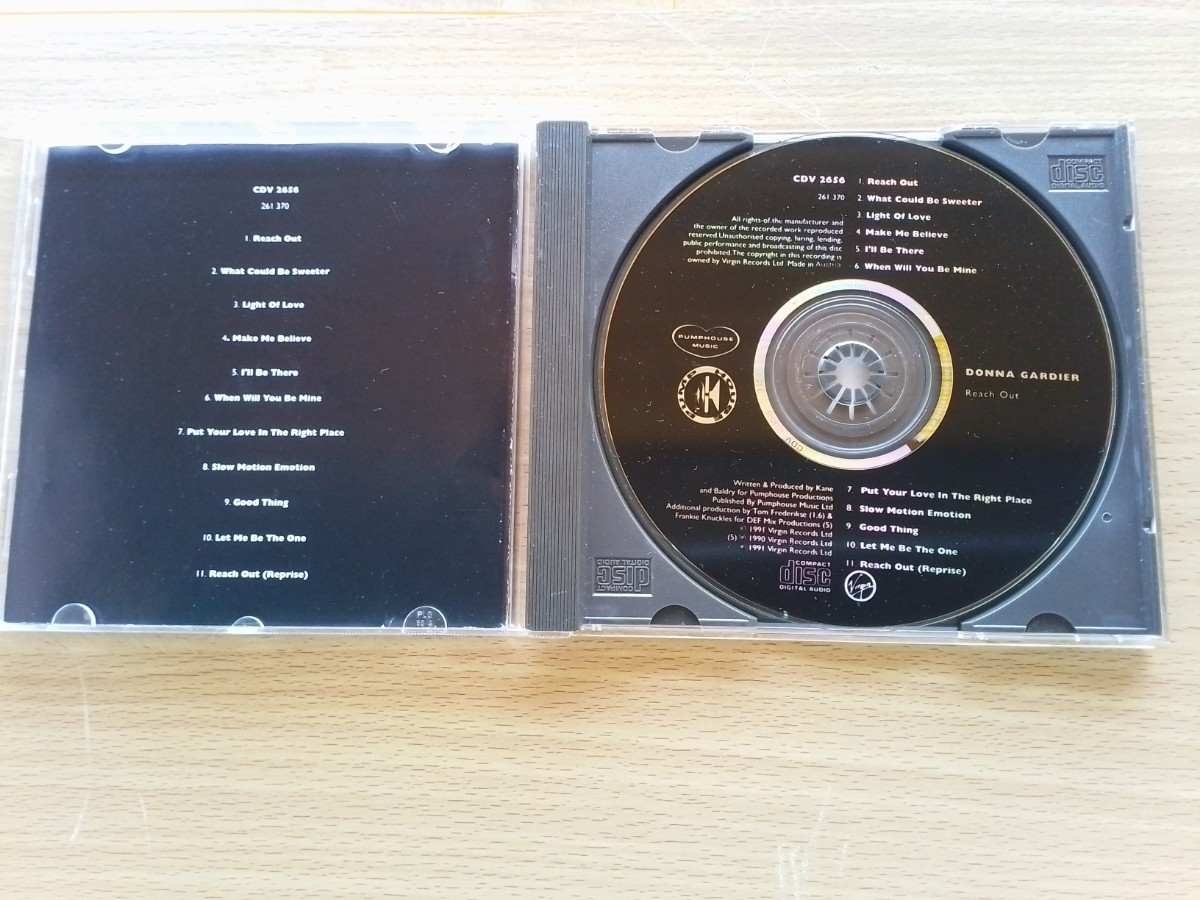 CDV 2656
261 370
1. Reach Out
2. What Could Be Sweeter
3. Light Of Love
4. Make Me Believe
5. I'll Be There
6. When Will You Be Mine
7. Put Your Love In The Right Place
8. Slow Motion Emotion
9. Good Thing
10. Let Me Be The One
11. Reach Out (Reprise)
PLG
CDV 2656
261 370
All rights of the manufacturer and
the owner of the recorded work reproduced
reserved. Unauthorised copying, hiring, lending,
public performance and broadcasting of this disc
prohibited. The copyright in this recording is
owned by Virgin Records Ltd. Made in Austria
1. Reach Out
2. What Could Be Sweeter
3. Light Of Love
4. Make Me Believe
5. I'll Be There
6. When Will You Be Mine
COMPACT
disc
DIGITAL AUDIO
PUMPHOUSE
MUSIC
PUMP HOUSE
CDV
DONNA GARDIER
Reach Out
Written & Produced by Kane
and Baldry for Pumphouse Productions
Published By Pumphouse Music Ltd
Additional production by Tom Frederikse (1,6) &
Frankie Knuckles for DEF Mix Productions (5)
℗ 1991 Virgin Records Ltd
(5) ℗ 1990 Virgin Records Ltd
1991 Virgin Records Ltd
7. Put Your Love In The Right Place
8. Slow Motion Emotion
9. Good Thing
10. Let Me Be The One
11. Reach Out (Reprise)
COMPACT
disc
DIGITAL AUDIO
Virgin
COMPACT
disc
DIGITAL AUDIO